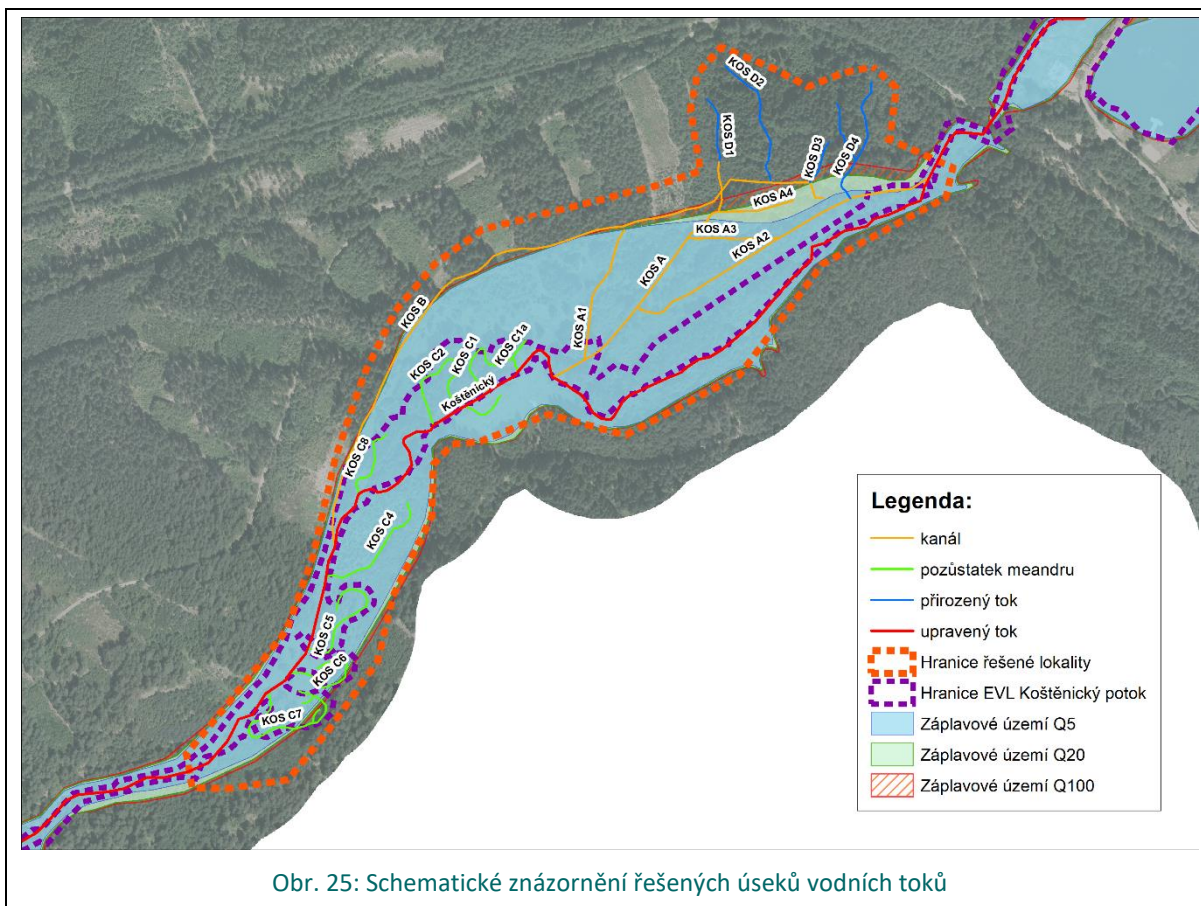 KOS D2
KOS D1
KOS D3
KOS D4
KOS A4
KOS A3
KOS A2
KOS A
KOS A1
KOS B
KOS C2
KOS C1
KOS C1a
Koštěnický
KOS C8
KOS C4
KOS C5
KOS C6
KOS C7
Legenda:
kanál
pozůstatek meandru
přirozený tok
upravený tok
Hranice řešené lokality
Hranice EVL Koštěnický potok
Záplavové území Q5
Záplavové území Q20
Záplavové území Q100
Obr. 25: Schematické znázornění řešených úseků vodních toků